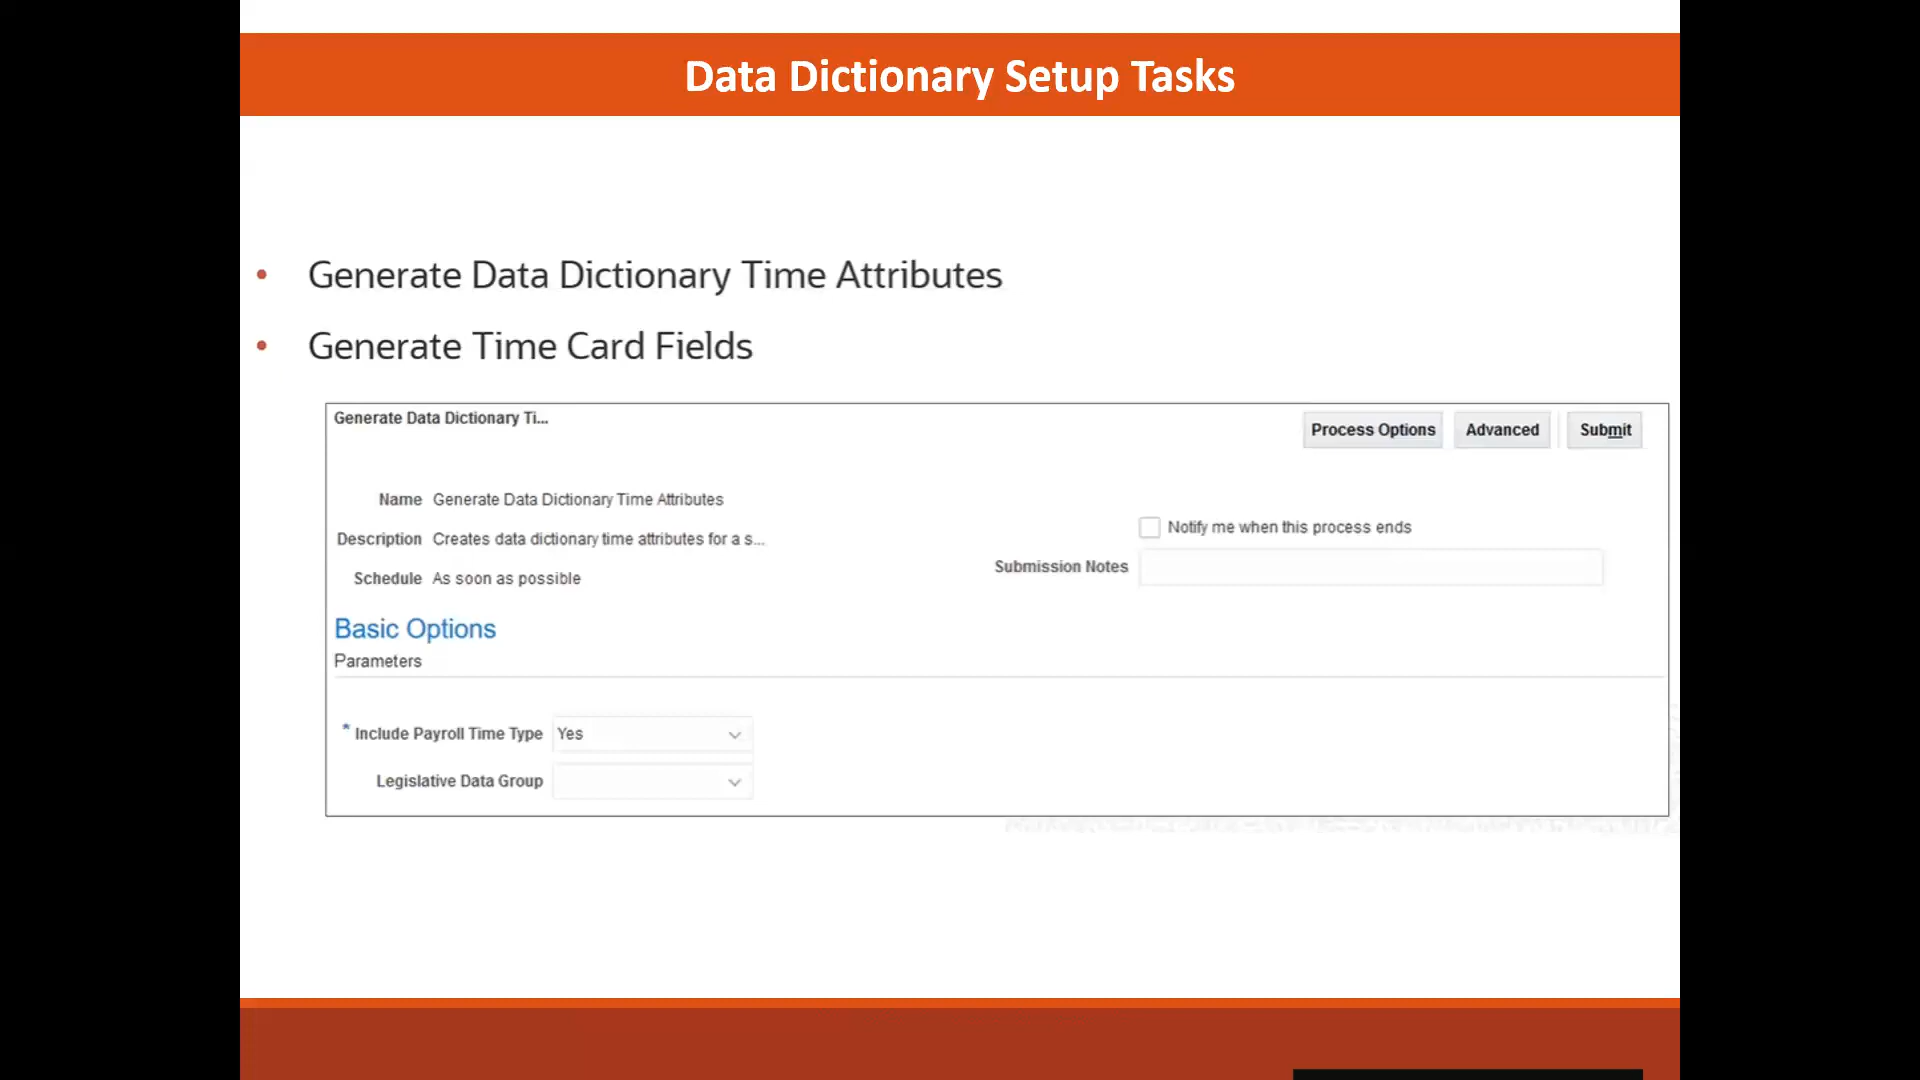 Data Dictionary Setup Tasks
• Generate Data Dictionary Time Attributes
• Generate Time Card Fields
Generate Data Dictionary Ti...
Process Options Advanced Submit
Name Generate Data Dictionary Time Attributes
Notify me when this process ends
Description Creates data dictionary time attributes for a s...
Submission Notes
Schedule As soon as possible
Basic Options
Parameters
* Include Payroll Time Type Yes
Legislative Data Group